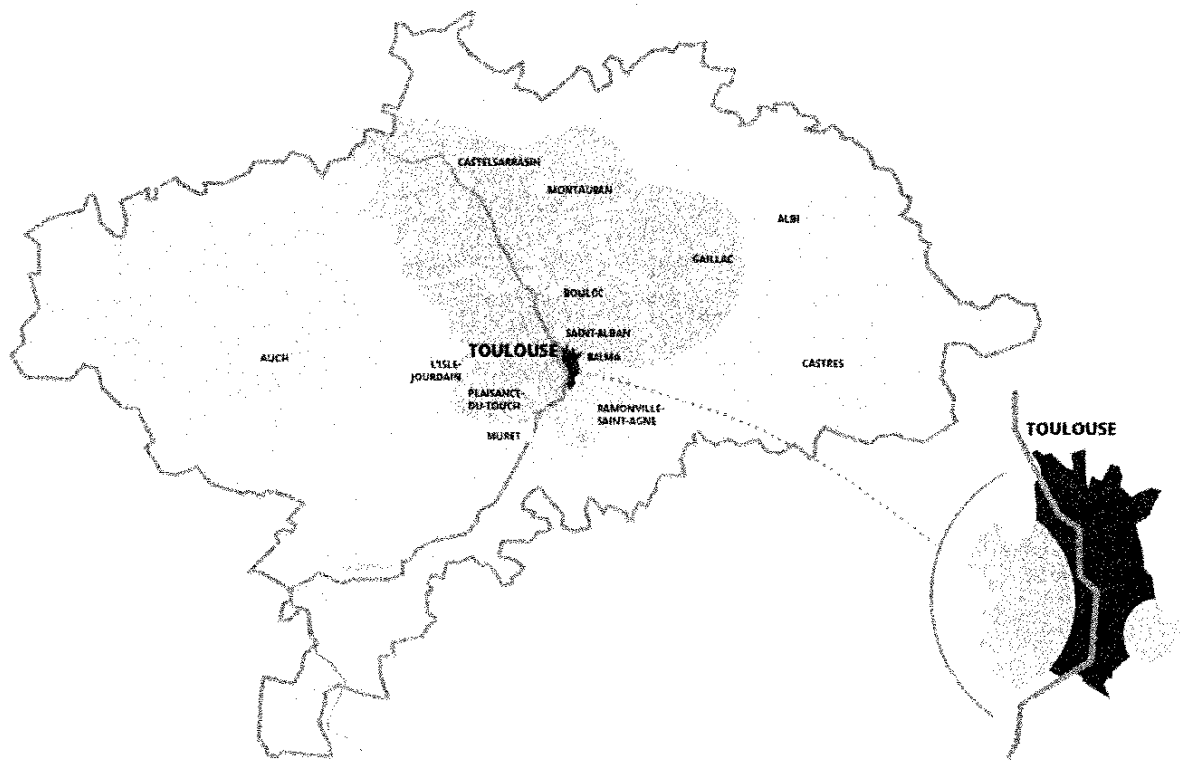 CASTELSARRASIN
MONTAUBAN
ALBI
GAILLAC
BOULOC
SAINT-ALBAN
TOULOUSE
BALMA
AUCH
L'ISLE-
JOURDAIN
CASTRES
PLAISANCE-
DU-TOUCH
RAMONVILLE-
SAINT-AGNE
MURET
TOULOUSE